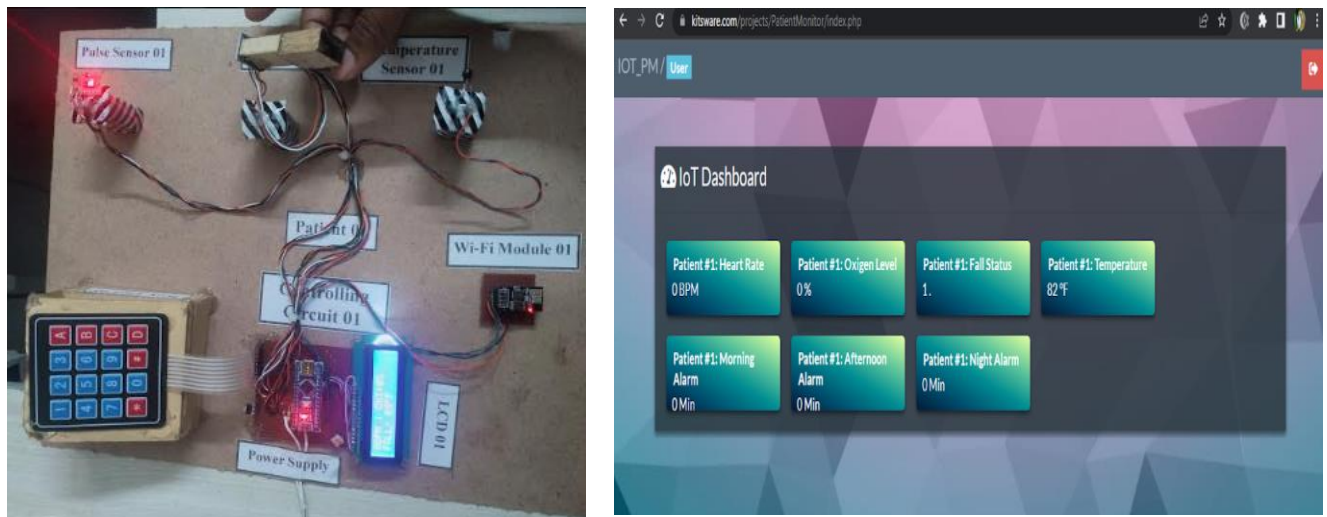 Pulse Sensor 01
Temperature
Sensor 01
Patient 01
Wi-Fi Module 01
Controlling
Circuit 01
A B C D
3 6 9 #
2 5 8 0
1 4 7 *
LCD 01
Power Supply
kitsware.com/projects/PatientMonitor/index.php
IOT_PM / User
IoT Dashboard
Patient #1: Heart Rate
0 BPM
Patient #1: Oxigen Level
0 %
Patient #1: Fall Status
1.
Patient #1: Temperature
82 °F
Patient #1: Morning
Alarm
0 Min
Patient #1: Afternoon
Alarm
0 Min
Patient #1: Night Alarm
0 Min